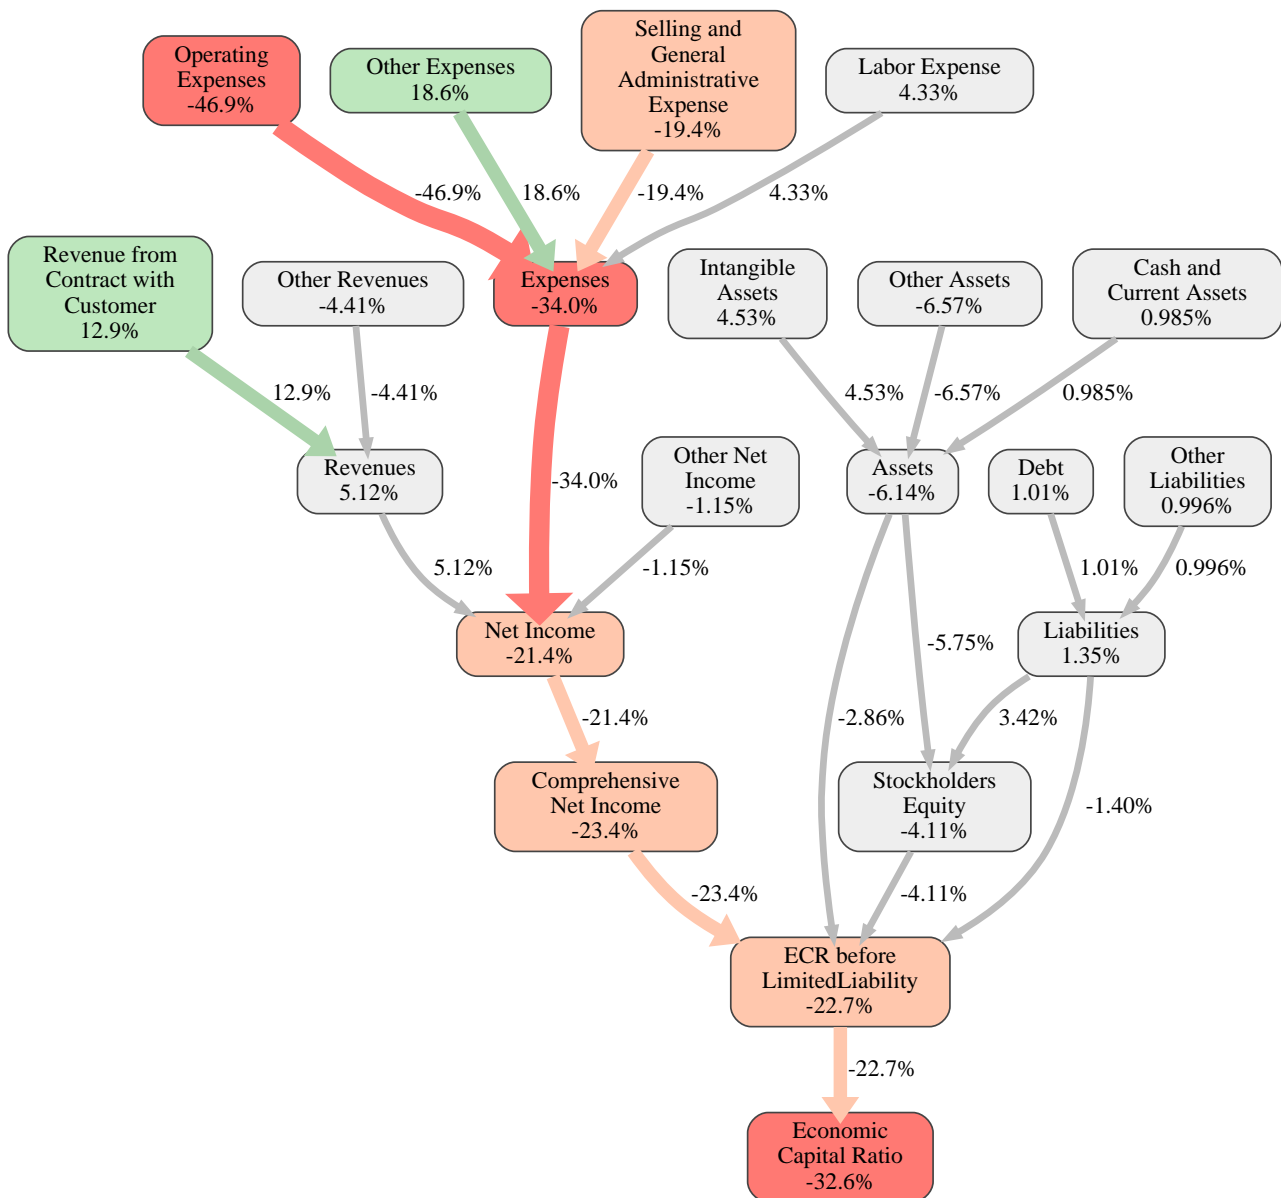 Operating
Expenses
-46.9%
Other Expenses
18.6%
Selling and
General
Administrative
Expense
-19.4%
Labor Expense
4.33%
-46.9%
18.6%
-19.4%
4.33%
Revenue from
Contract with
Customer
12.9%
Other Revenues
-4.41%
Expenses
-34.0%
Intangible
Assets
4.53%
Other Assets
-6.57%
Cash and
Current Assets
0.985%
12.9%
-4.41%
4.53%
-6.57%
0.985%
Revenues
5.12%
-34.0%
Other Net
Income
-1.15%
Assets
-6.14%
Debt
1.01%
Other
Liabilities
0.996%
5.12%
-1.15%
1.01%
0.996%
Net Income
-21.4%
-5.75%
Liabilities
1.35%
-21.4%
-2.86%
3.42%
Comprehensive
Net Income
-23.4%
Stockholders
Equity
-4.11%
-1.40%
-23.4%
-4.11%
ECR before
LimitedLiability
-22.7%
-22.7%
Economic
Capital Ratio
-32.6%